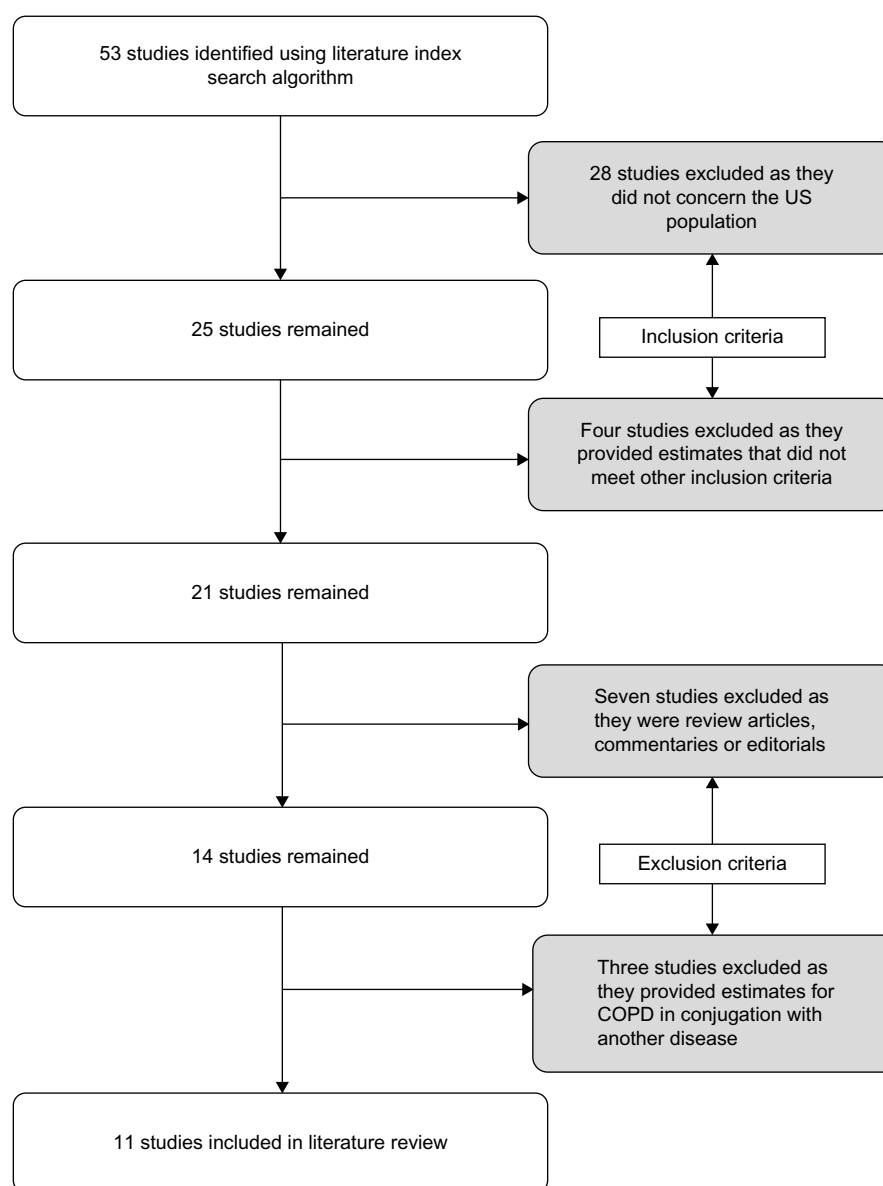 53 studies identified using literature index
search algorithm
28 studies excluded as they
did not concern the US
population
25 studies remained
Inclusion criteria
Four studies excluded as they
provided estimates that did not
meet other inclusion criteria
21 studies remained
Seven studies excluded as
they were review articles,
commentaries or editorials
14 studies remained
Exclusion criteria
Three studies excluded as
they provided estimates for
COPD in conjugation with
another disease
11 studies included in literature review